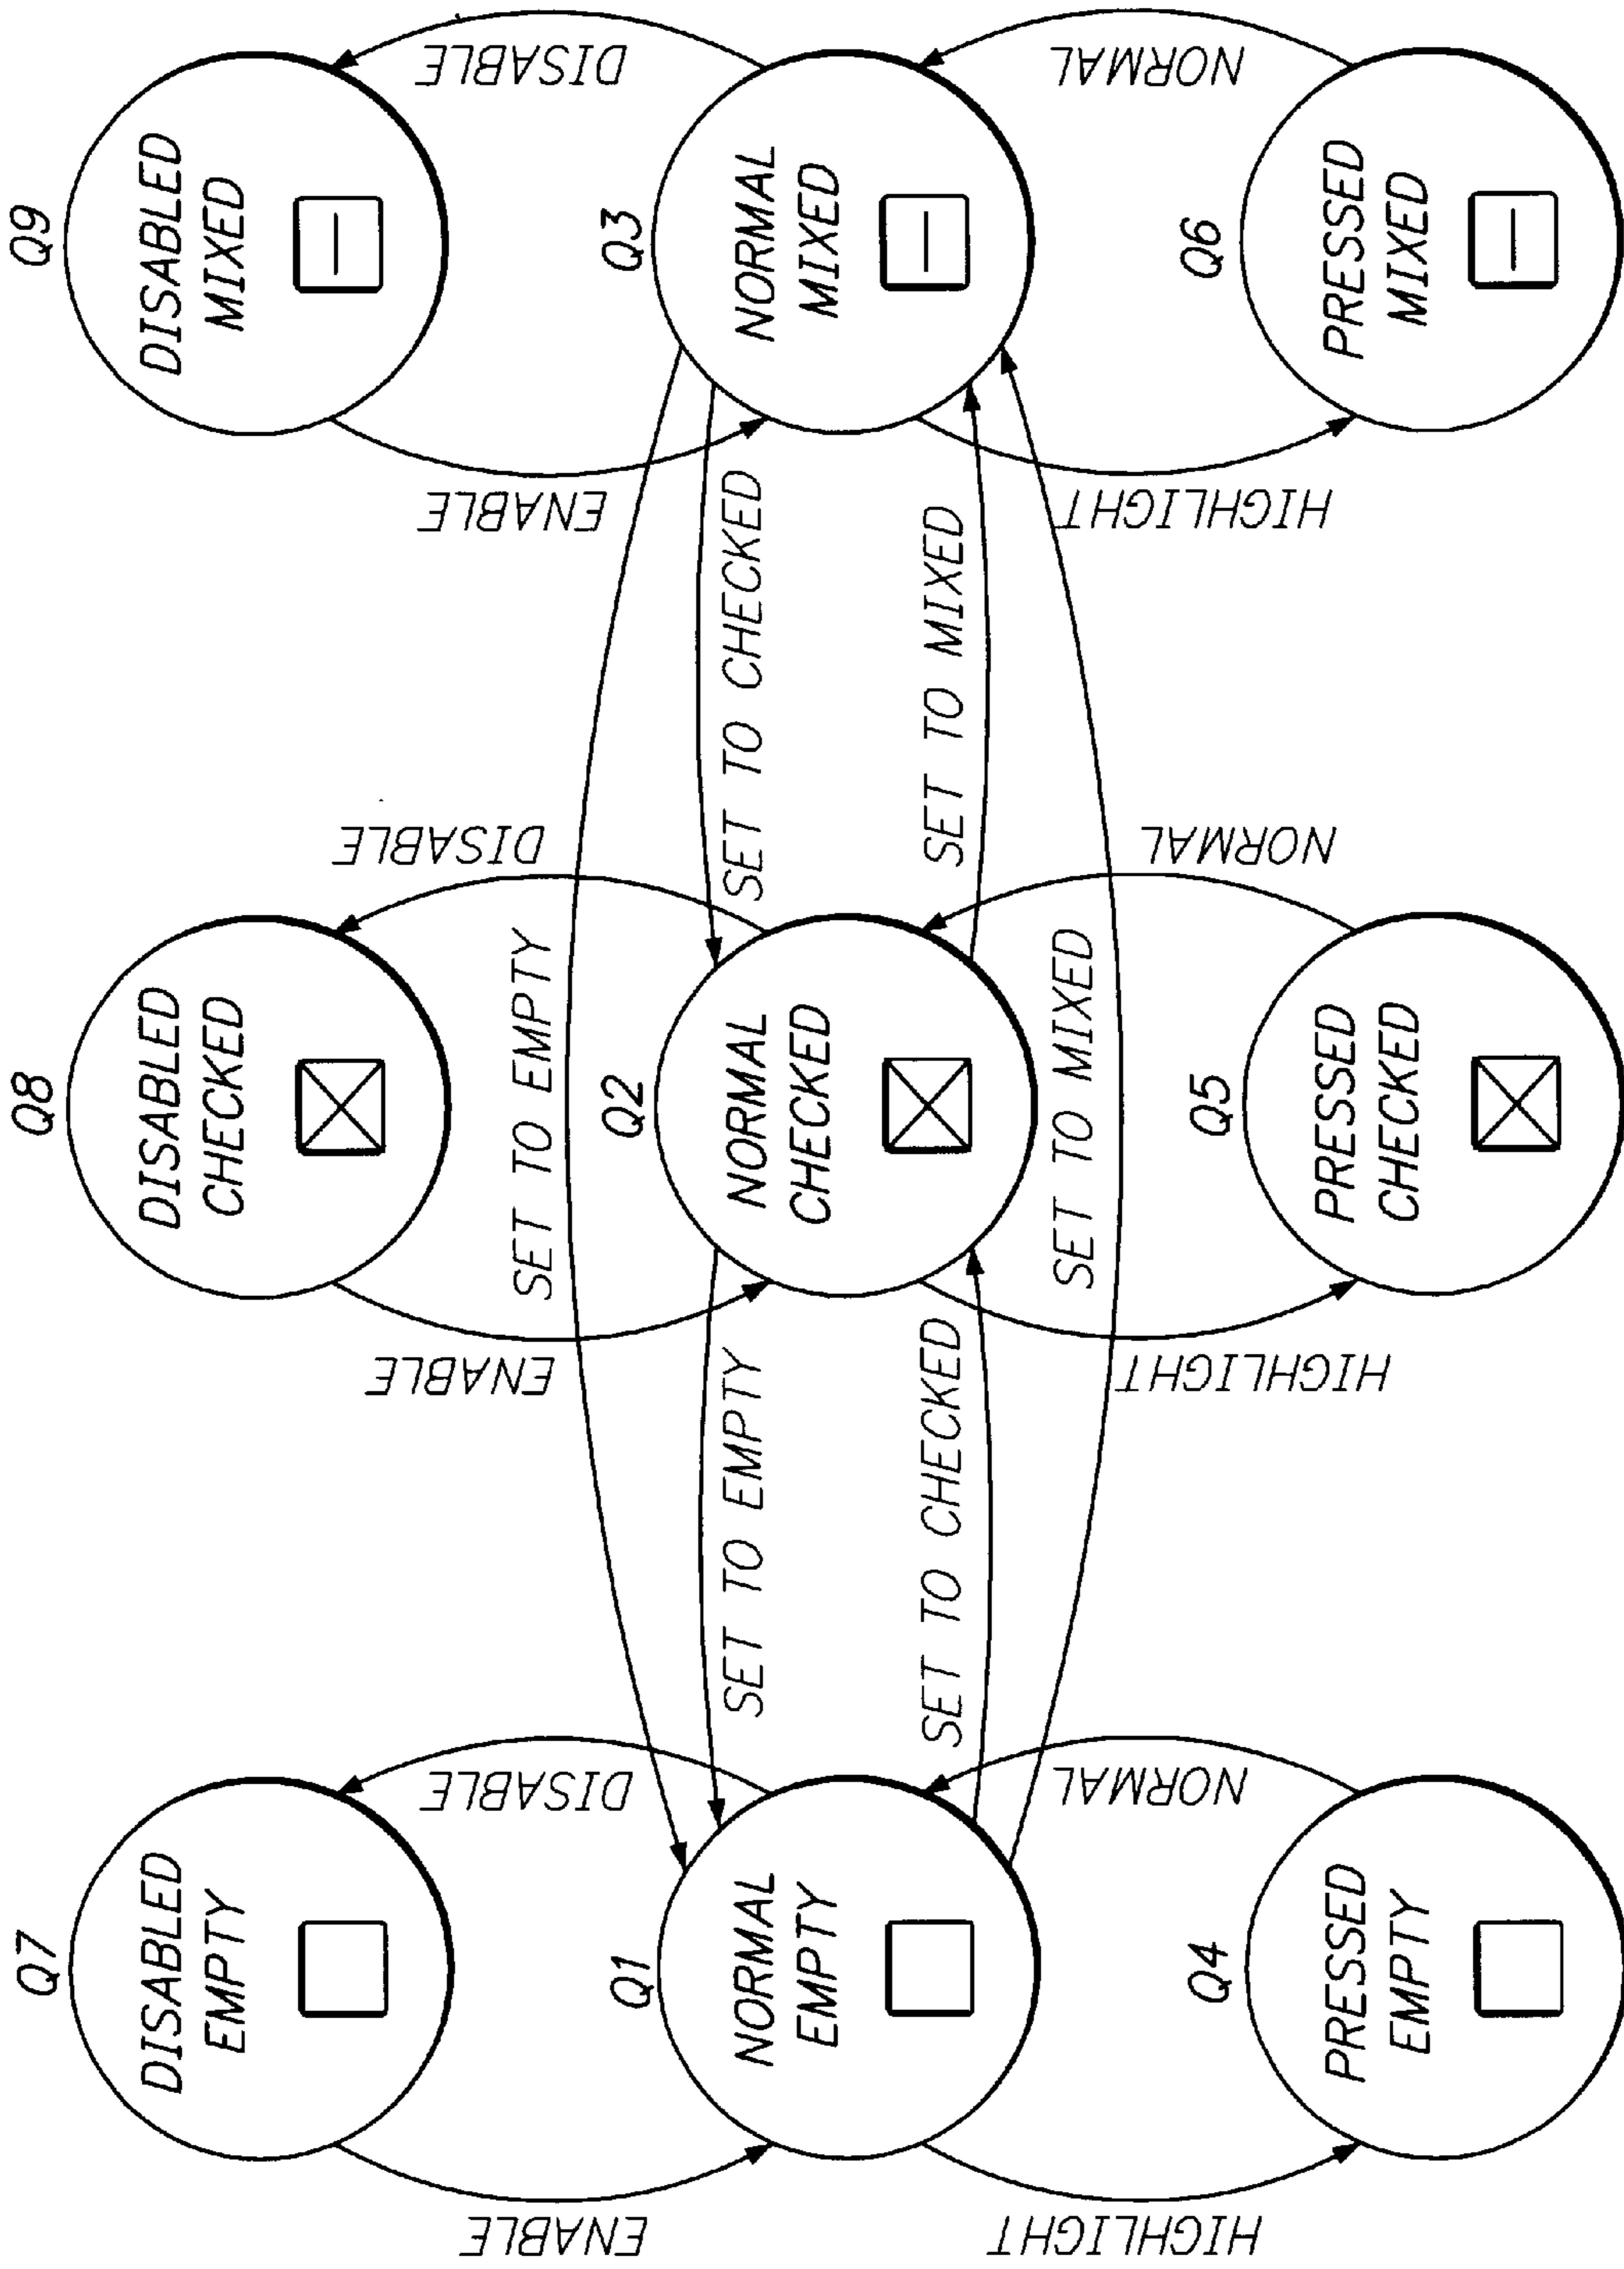 Q7
DISABLED
EMPTY
Q8
DISABLED
CHECKED
Q9
DISABLED
MIXED
ENABLE
DISABLE
ENABLE
DISABLE
ENABLE
DISABLE
SET TO EMPTY
Q1
NORMAL
EMPTY
SET TO EMPTY
SET TO CHECKED
Q2
NORMAL
CHECKED
SET TO CHECKED
SET TO MIXED
Q3
NORMAL
MIXED
SET TO MIXED
HIGHLIGHT
NORMAL
HIGHLIGHT
NORMAL
HIGHLIGHT
NORMAL
Q4
PRESSED
EMPTY
Q5
PRESSED
CHECKED
Q6
PRESSED
MIXED